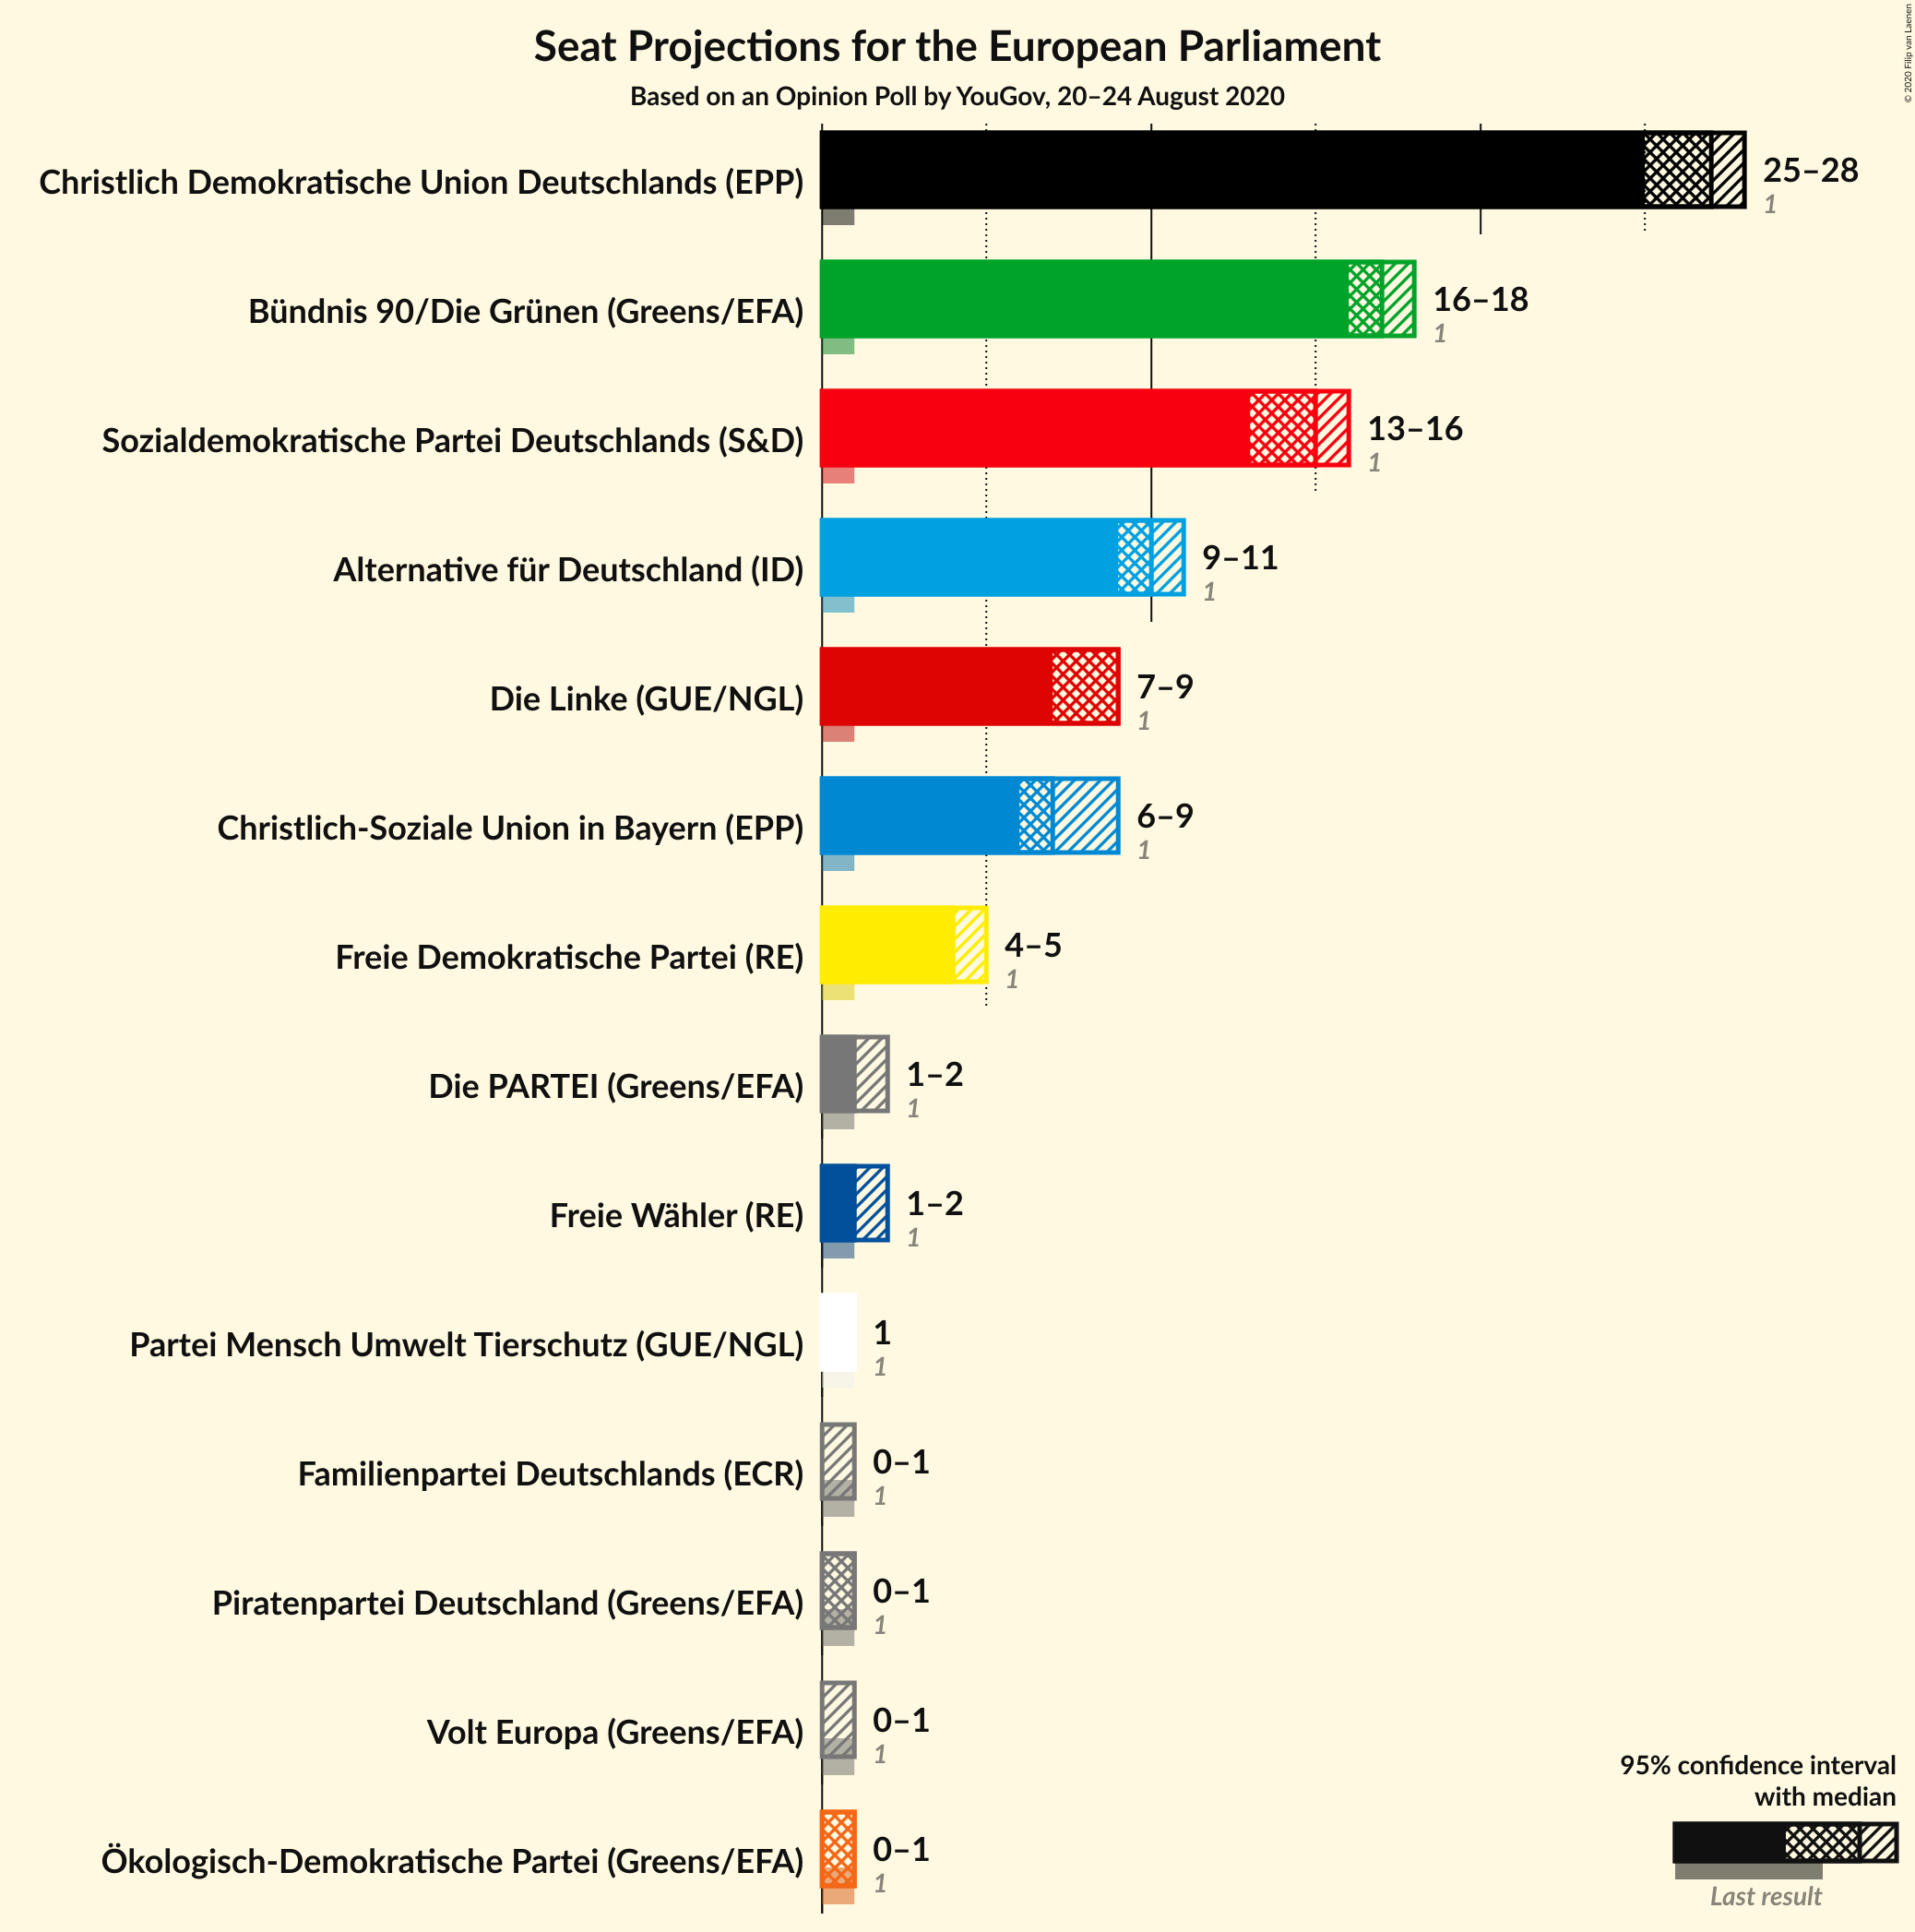 Seat Projections for the European Parliament
Based on an Opinion Poll by YouGov, 20–24 August 2020
© 2020 Filip van Laenen
Christlich Demokratische Union Deutschlands (EPP)
25–28
1
Bündnis 90/Die Grünen (Greens/EFA)
16–18
1
Sozialdemokratische Partei Deutschlands (S&D)
13–16
1
Alternative für Deutschland (ID)
9–11
1
Die Linke (GUE/NGL)
7–9
1
Christlich-Soziale Union in Bayern (EPP)
6–9
1
Freie Demokratische Partei (RE)
4–5
1
Die PARTEI (Greens/EFA)
1–2
1
Freie Wähler (RE)
1–2
1
Partei Mensch Umwelt Tierschutz (GUE/NGL)
1
1
Familienpartei Deutschlands (ECR)
0–1
1
Piratenpartei Deutschland (Greens/EFA)
0–1
1
Volt Europa (Greens/EFA)
0–1
1
Ökologisch-Demokratische Partei (Greens/EFA)
0–1
1
95% confidence interval
with median
Last result